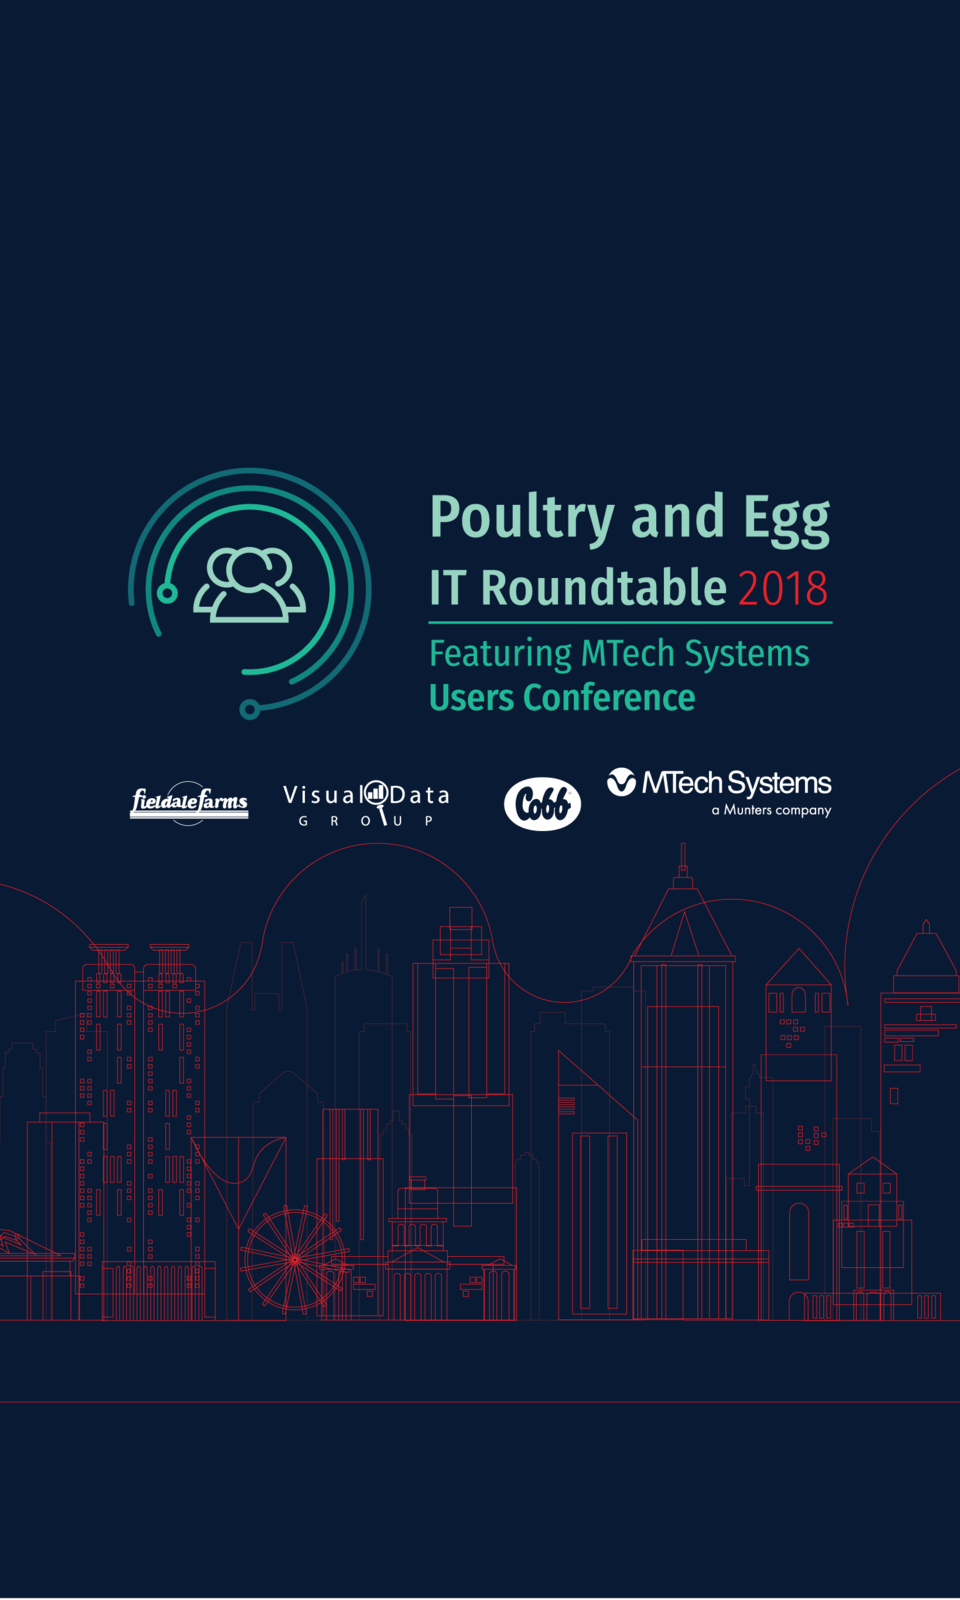 Poultry and Egg
IT Roundtable 2018
Featuring MTech Systems
Users Conference
fieldale farms
Visual Data
GROUP
Cobb
MTech Systems
a Munters company